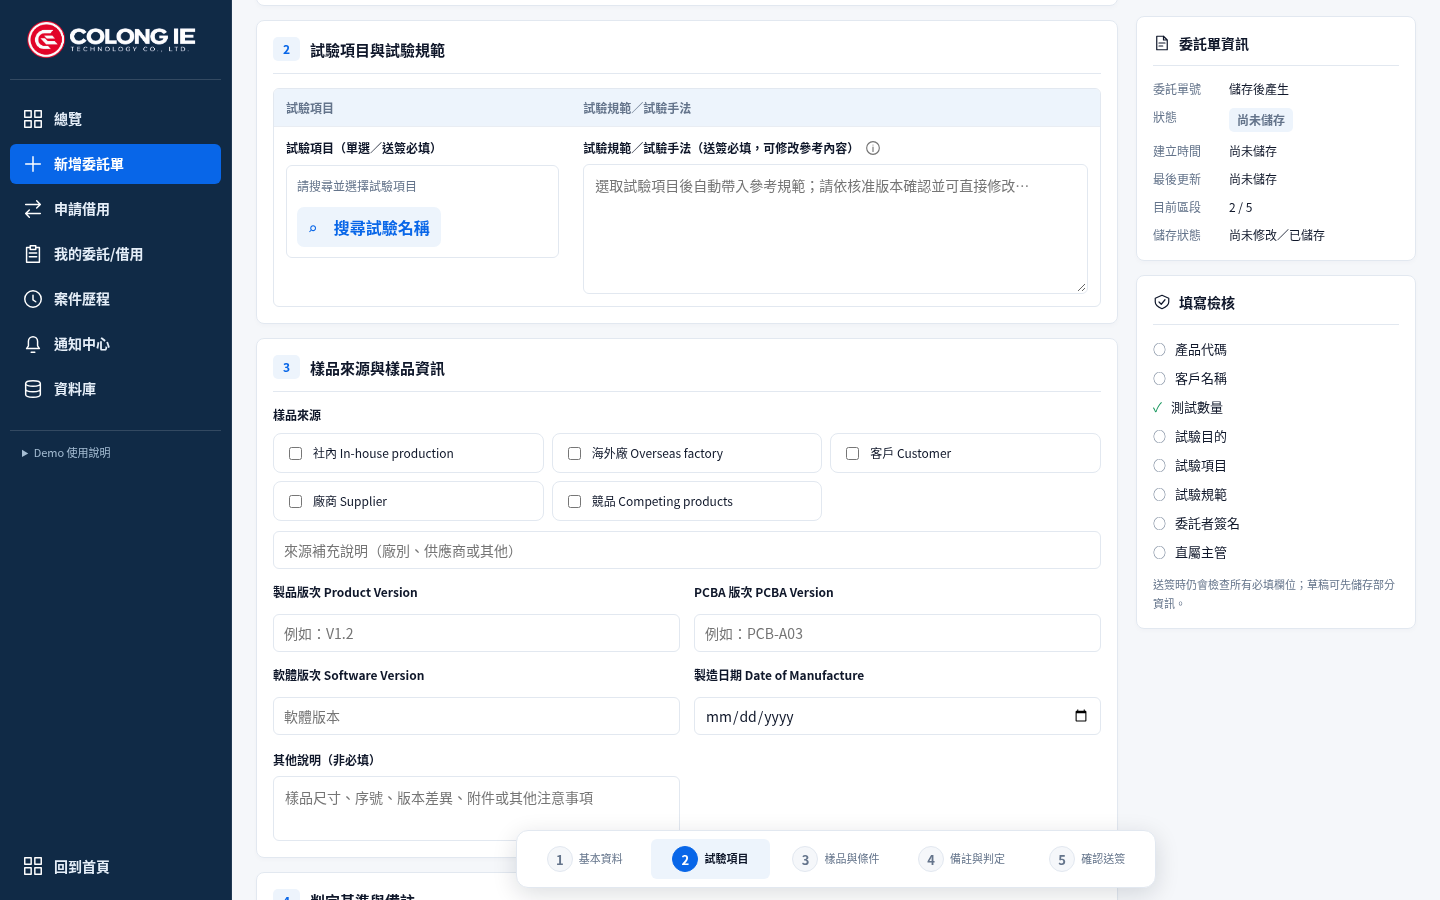 COLONG IE
TECHNOLOGY CO., LTD.
總覽
新增委託單
申請借用
我的委託/借用
案件歷程
通知中心
資料庫
Demo 使用說明
回到首頁
2 試驗項目與試驗規範
試驗項目 試驗規範／試驗手法
試驗項目（單選／送簽必填）
請搜尋並選擇試驗項目
搜尋試驗名稱
試驗規範／試驗手法（送簽必填，可修改參考內容）
選取試驗項目後自動帶入參考規範；請依核准版本確認並可直接修改…
3 樣品來源與樣品資訊
樣品來源
社內 In-house production
海外廠 Overseas factory
客戶 Customer
廠商 Supplier
競品 Competing products
來源補充說明（廠別、供應商或其他）
製品版次 Product Version
例如：V1.2
PCBA 版次 PCBA Version
例如：PCB-A03
軟體版次 Software Version
軟體版本
製造日期 Date of Manufacture
mm/dd/yyyy
其他說明（非必填）
樣品尺寸、序號、版本差異、附件或其他注意事項
4 判定基準與備註
1 基本資料
2 試驗項目
3 樣品與條件
4 備註與判定
5 確認送簽
委託單資訊
委託單號 儲存後產生
狀態 尚未儲存
建立時間 尚未儲存
最後更新 尚未儲存
目前區段 2 / 5
儲存狀態 尚未修改／已儲存
填寫檢核
產品代碼
客戶名稱
✓ 測試數量
試驗目的
試驗項目
試驗規範
委託者簽名
直屬主管
送簽時仍會檢查所有必填欄位；草稿可先儲存部分
資訊。